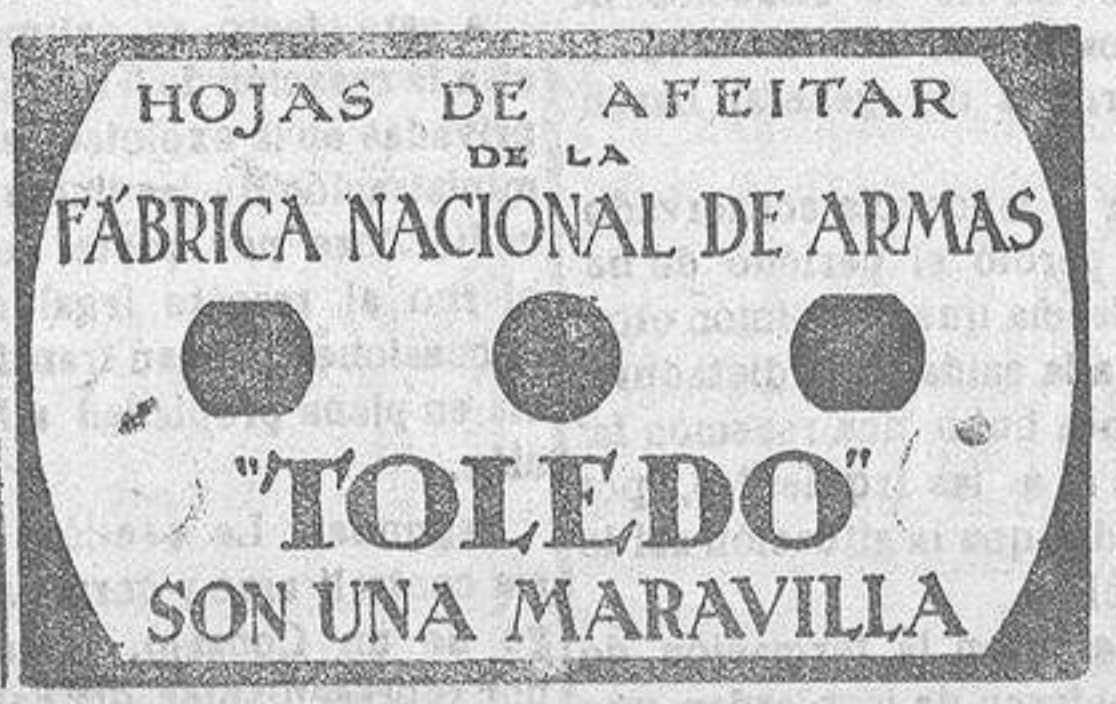 HOJAS DE AFEITAR
DE LA
FÁBRICA NACIONAL DE ARMAS
"TOLEDO"
SON UNA MARAVILLA